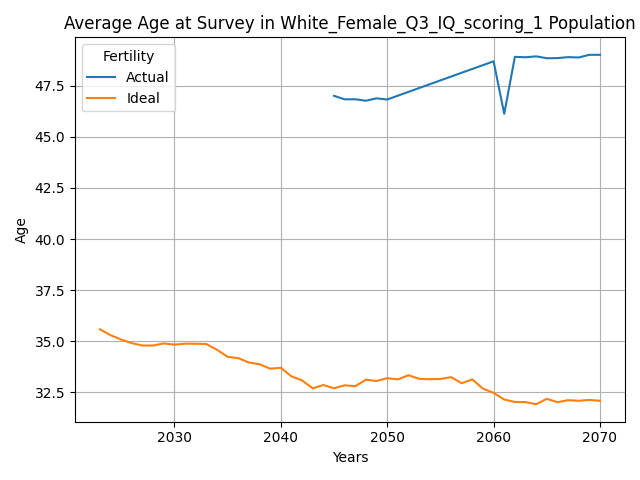 Average Age at Survey in White_Female_Q3_IQ_scoring_1 Population
Fertility
Actual
Ideal
47.5
45.0
42.5
40.0
37.5
35.0
32.5
Age
2030 2040 2050 2060 2070
Years